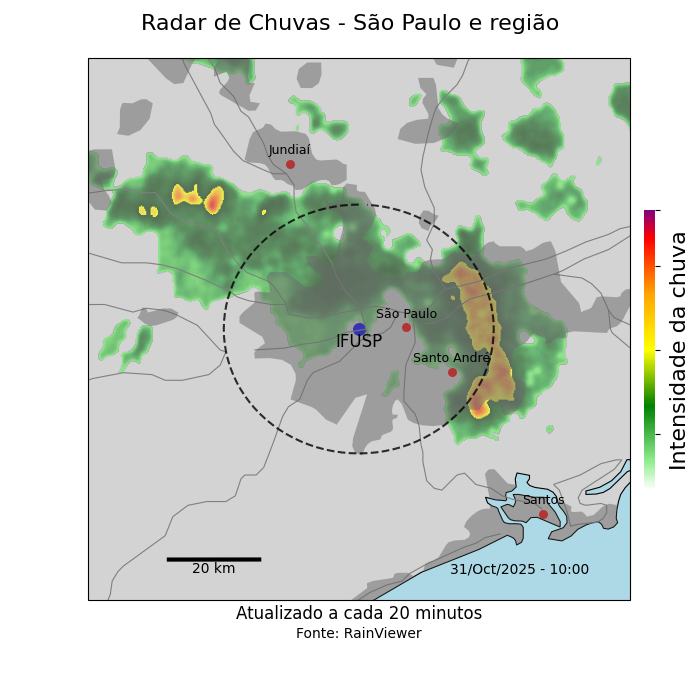 Radar de Chuvas - São Paulo e região
Jundiaí
São Paulo
IFUSP
Santo André
Santos
20 km
31/Oct/2025 - 10:00
Intensidade da chuva
Atualizado a cada 20 minutos
Fonte: RainViewer